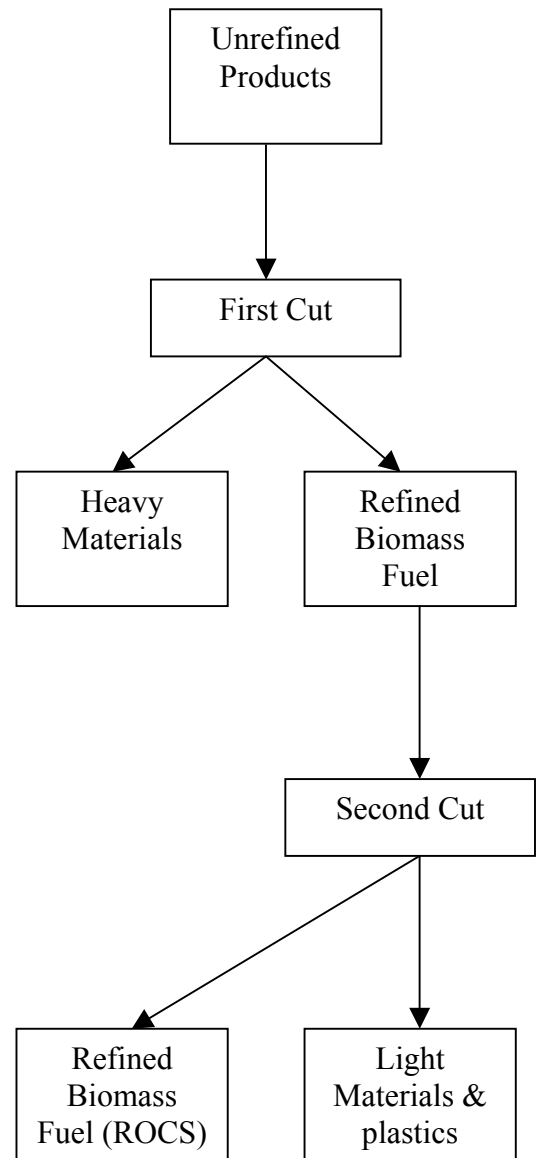 Unrefined
Products
First Cut
Heavy
Materials
Refined
Biomass
Fuel
Second Cut
Refined
Biomass
Fuel (ROCS)
Light
Materials &
plastics